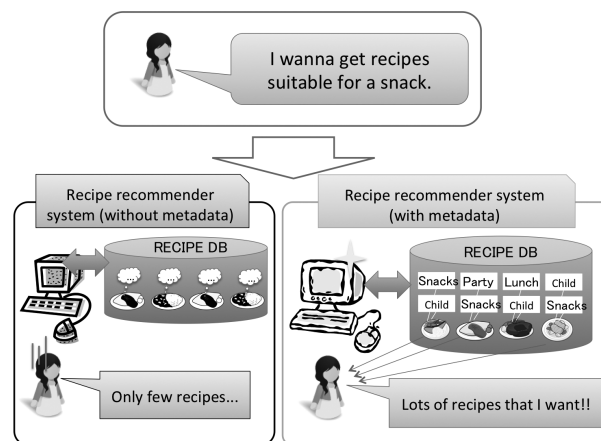 I wanna get recipes
suitable for a snack.
Recipe recommender
system (without metadata)
RECIPE DB
Only few recipes...
Recipe recommender system
(with metadata)
RECIPE DB
Snacks Party Lunch Child
Child Snacks Child Snacks
Lots of recipes that I want!!